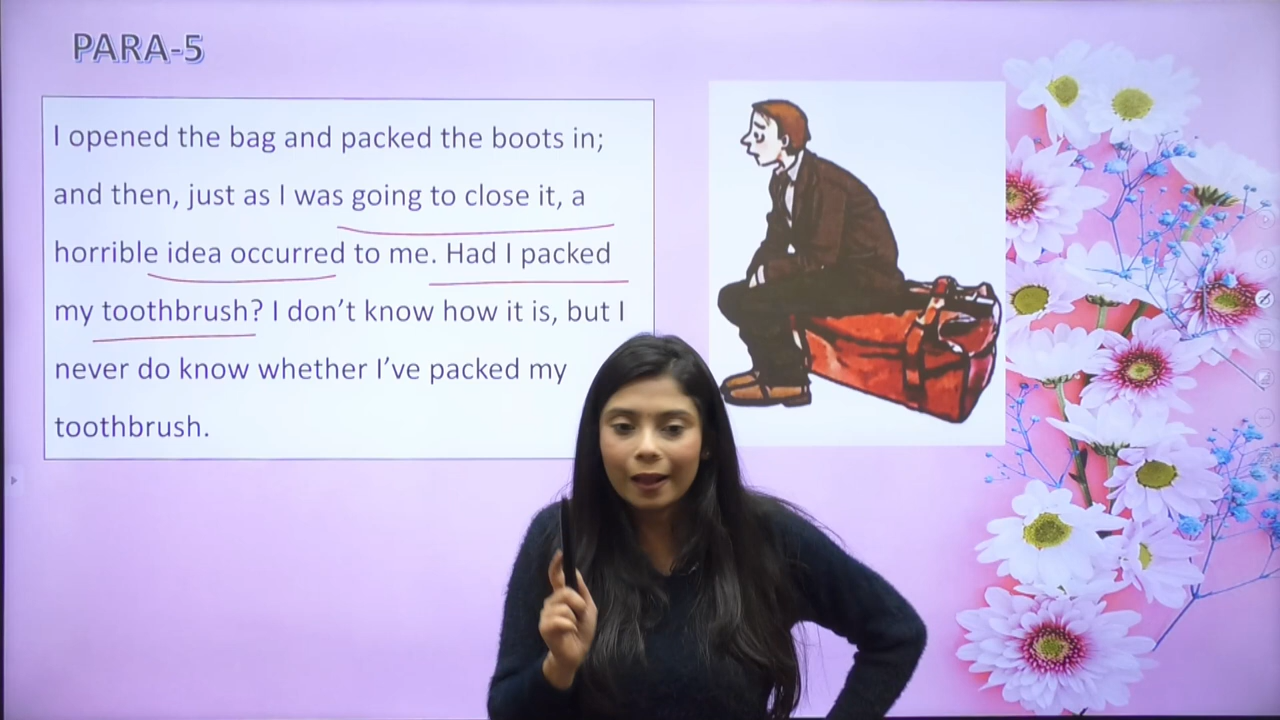 PARA-5
I opened the bag and packed the boots in;
and then, just as I was going to close it, a
horrible idea occurred to me. Had I packed
my toothbrush? I don’t know how it is, but I
never do know whether I’ve packed my
toothbrush.